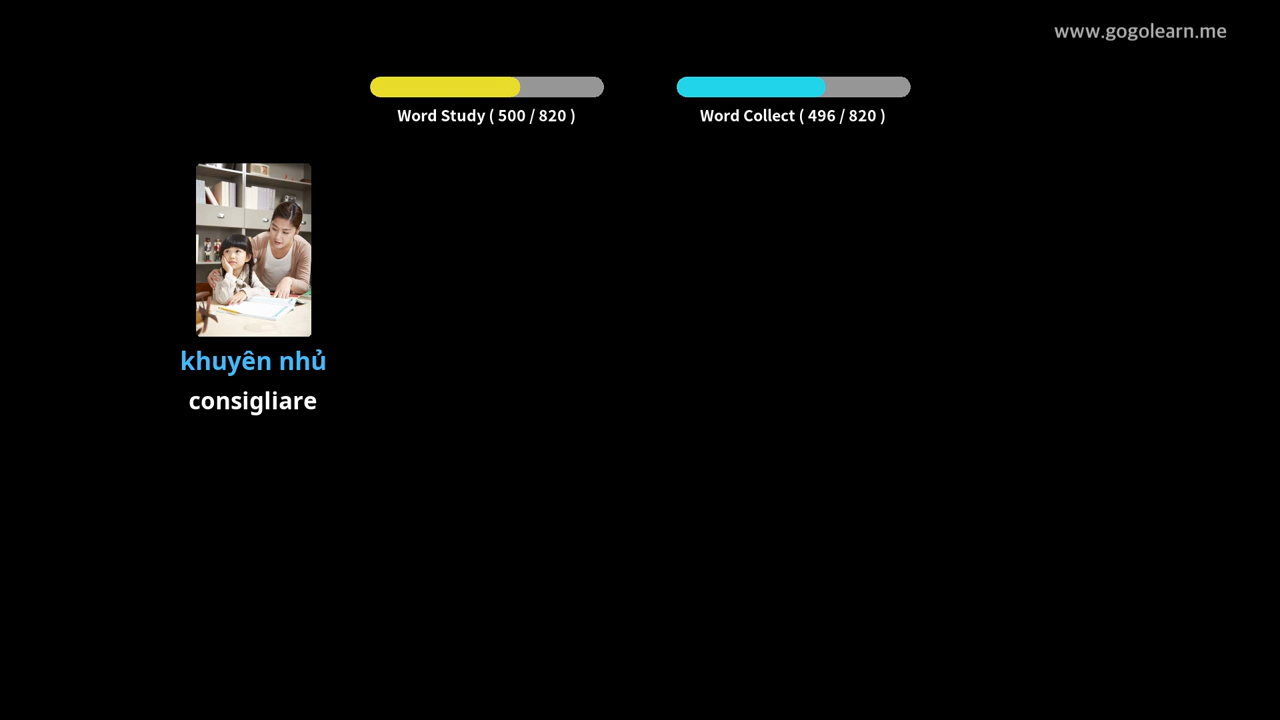 www.gogolearn.me
Word Study ( 500 / 820 )
Word Collect ( 496 / 820 )
khuyên nhủ
consigliare